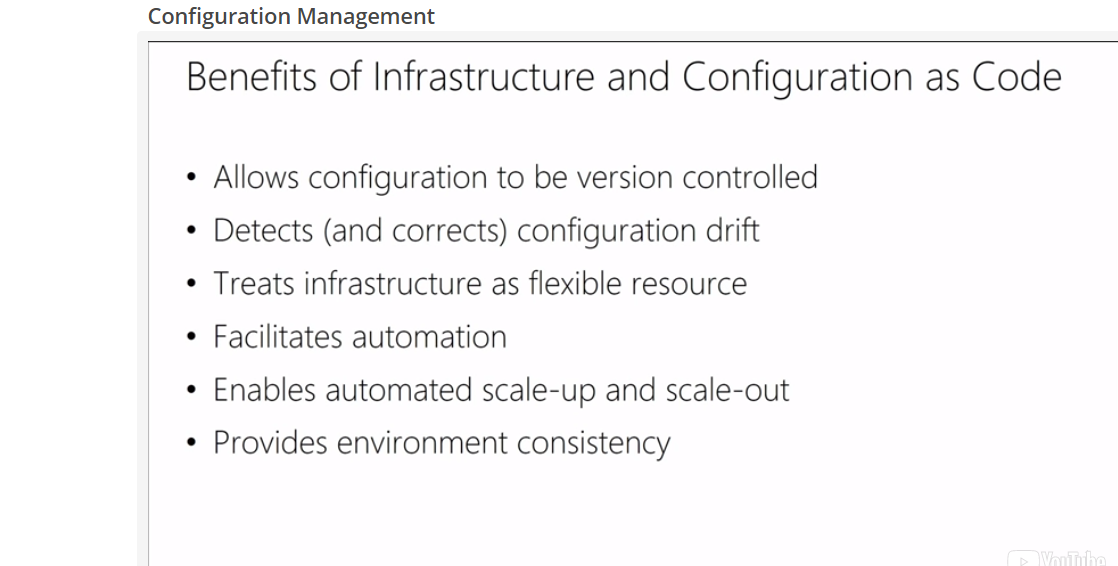 Configuration Management
Benefits of Infrastructure and Configuration as Code
• Allows configuration to be version controlled
• Detects (and corrects) configuration drift
• Treats infrastructure as flexible resource
• Facilitates automation
• Enables automated scale-up and scale-out
• Provides environment consistency
YouTube